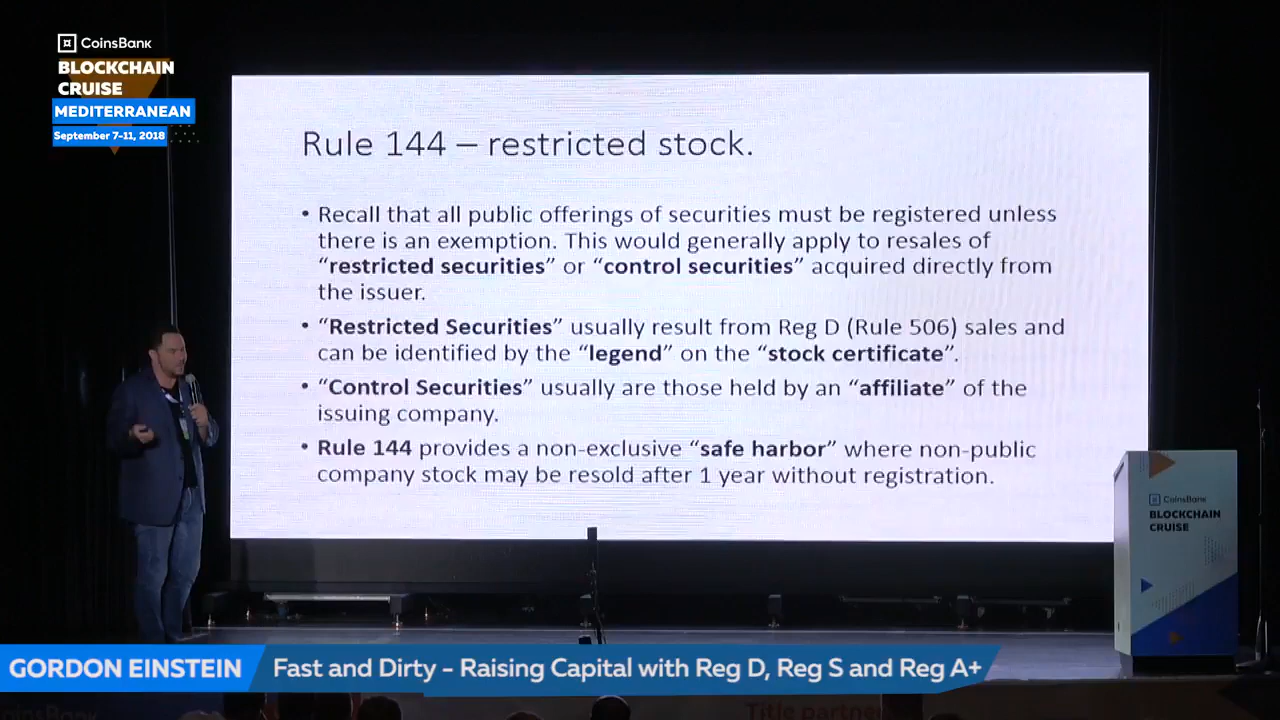 CoinsBank
BLOCKCHAIN
CRUISE
MEDITERRANEAN
September 7-11, 2018
Rule 144 – restricted stock.
• Recall that all public offerings of securities must be registered unless
there is an exemption. This would generally apply to resales of
“restricted securities” or “control securities” acquired directly from
the issuer.
• “Restricted Securities” usually result from Reg D (Rule 506) sales and
can be identified by the “legend” on the “stock certificate”.
• “Control Securities” usually are those held by an “affiliate” of the
issuing company.
• Rule 144 provides a non-exclusive “safe harbor” where non-public
company stock may be resold after 1 year without registration.
CoinsBank
BLOCKCHAIN
CRUISE
GORDON EINSTEIN
Fast and Dirty - Raising Capital with Reg D, Reg S and Reg A+
CoinsBank
Title partner